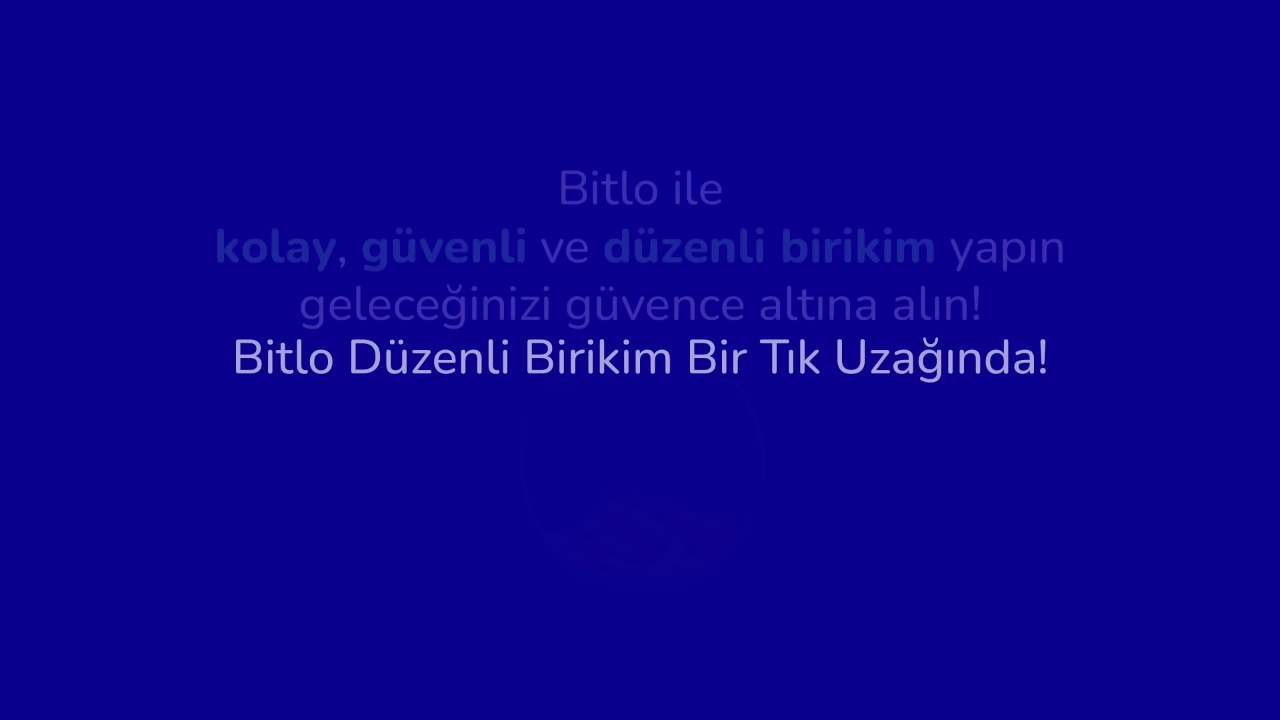 Bitlo ile
kolay, güvenli ve düzenli birikim yapın
geleceğinizi güvence altına alın!
Bitlo Düzenli Birikim Bir Tık Uzağında!